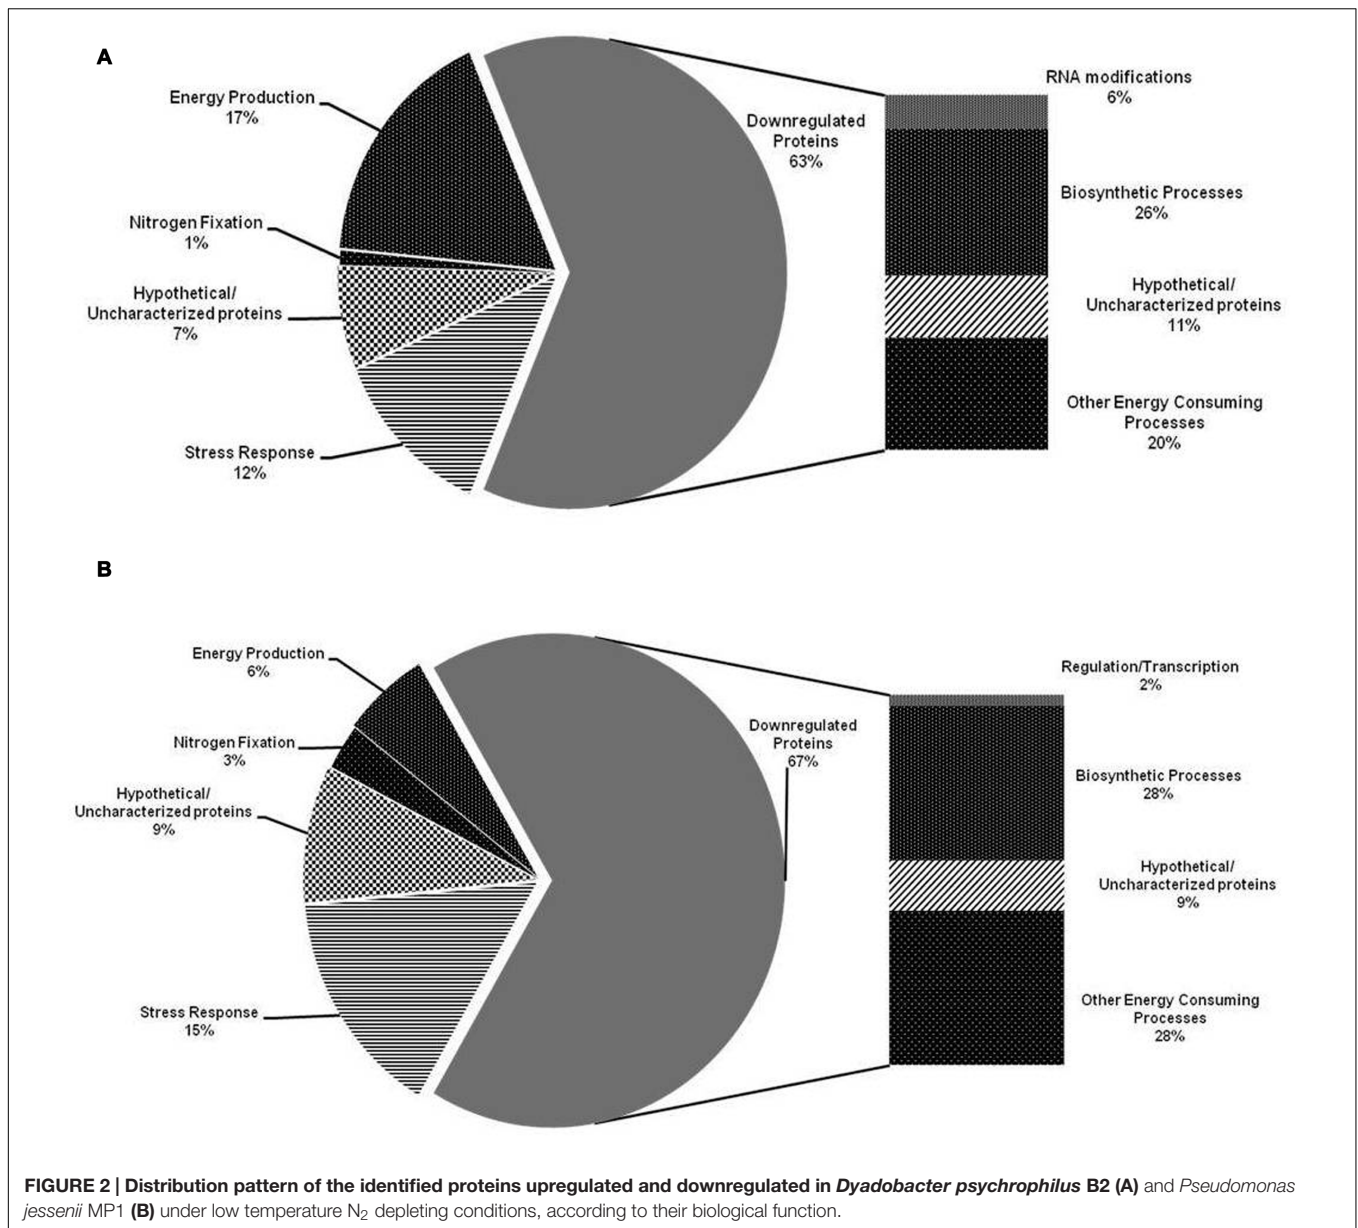 A
Energy Production
17%
Nitrogen Fixation
1%
Hypothetical/
Uncharacterized proteins
7%
Stress Response
12%
Downregulated
Proteins
63%
RNA modifications
6%
Biosynthetic Processes
26%
Hypothetical/
Uncharacterized proteins
11%
Other Energy Consuming
Processes
20%
B
Energy Production
6%
Nitrogen Fixation
3%
Hypothetical/
Uncharacterized proteins
9%
Stress Response
15%
Downregulated
Proteins
67%
Regulation/Transcription
2%
Biosynthetic Processes
28%
Hypothetical/
Uncharacterized proteins
9%
Other Energy Consuming
Processes
28%
FIGURE 2 | Distribution pattern of the identified proteins upregulated and downregulated in Dyadobacter psychrophilus B2 (A) and Pseudomonas
jessenii MP1 (B) under low temperature N₂ depleting conditions, according to their biological function.